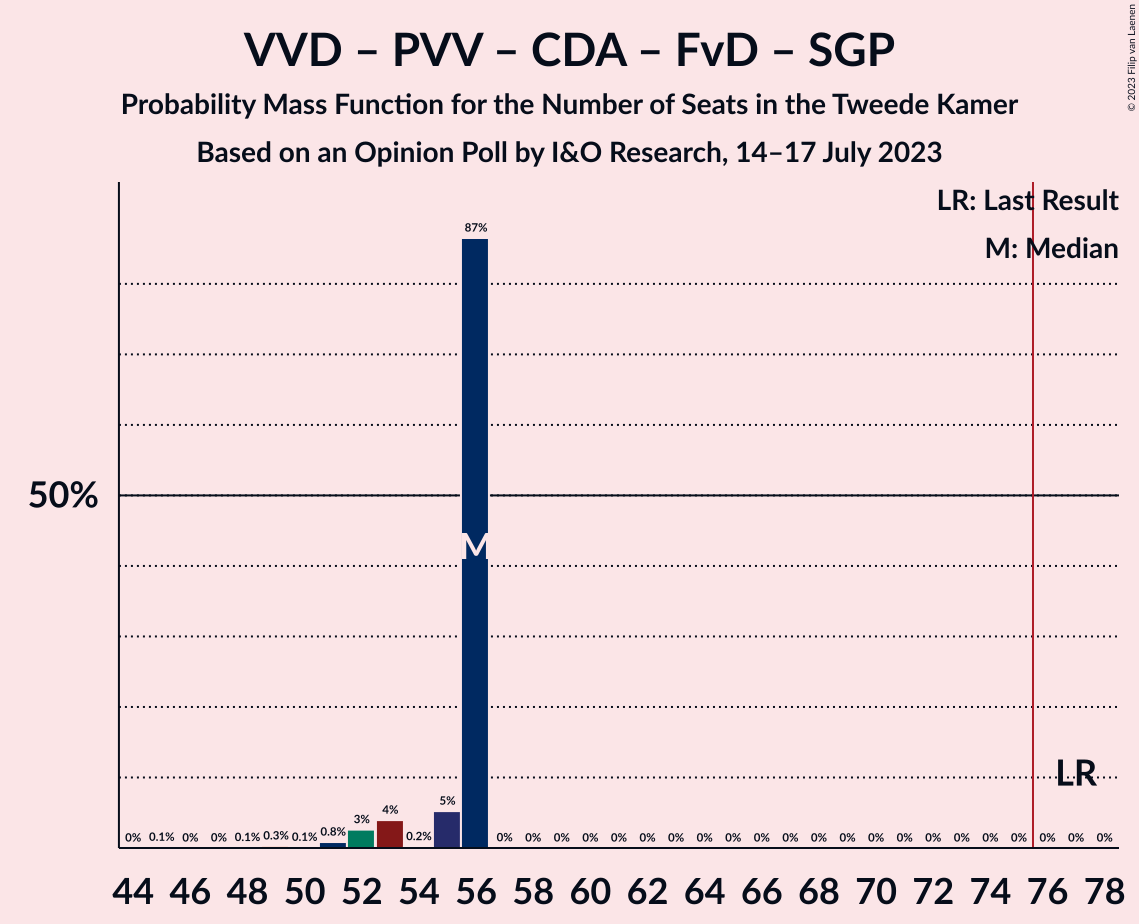 VVD – PVV – CDA – FvD – SGP
Probability Mass Function for the Number of Seats in the Tweede Kamer
Based on an Opinion Poll by I&O Research, 14–17 July 2023
© 2023 Filip van Laenen
LR: Last Result
M: Median
87%
50%
M
LR
5%
4%
3%
0% 0.1% 0% 0% 0.1% 0.3% 0.1% 0.8% 0.2% 0% 0% 0% 0% 0% 0% 0% 0% 0% 0% 0% 0% 0% 0% 0% 0% 0% 0% 0% 0% 0% 0%
44 46 48 50 52 54 56 58 60 62 64 66 68 70 72 74 76 78